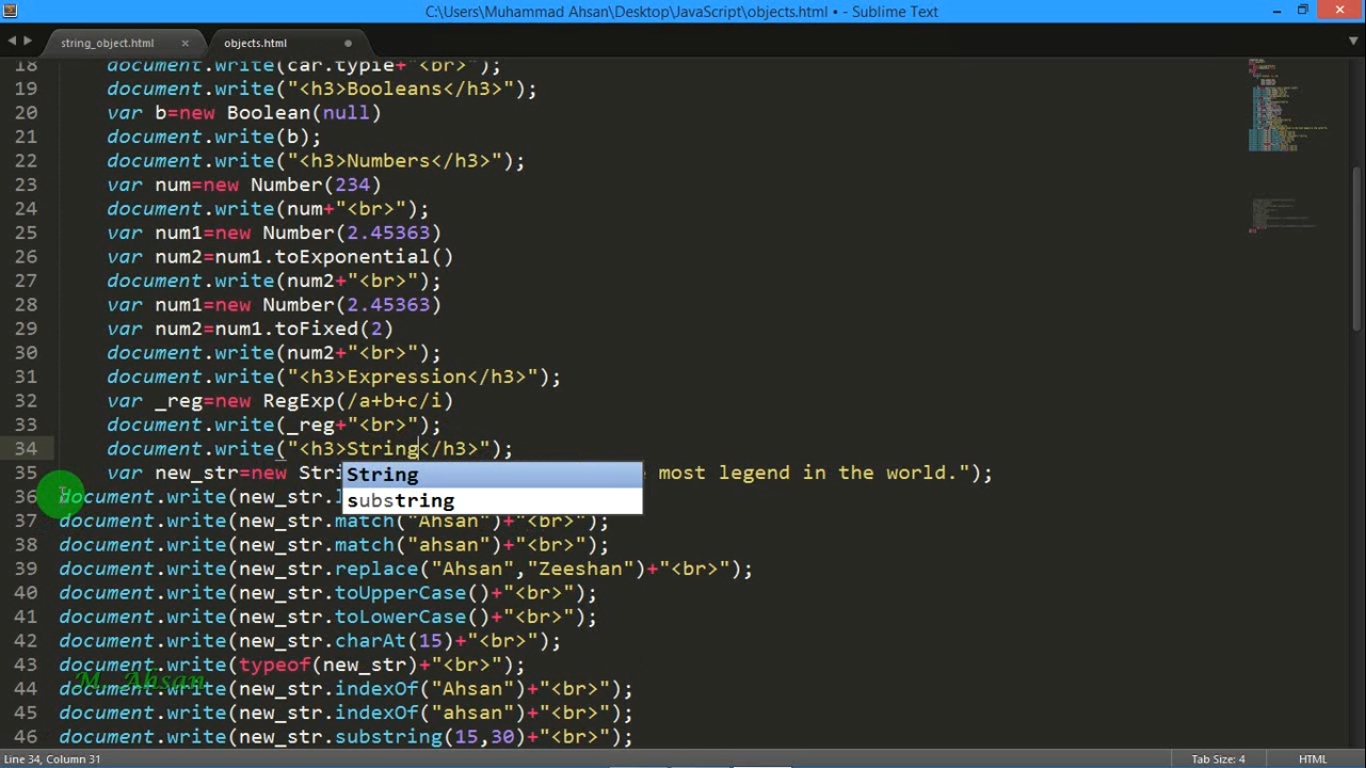 C:\Users\Muhammad Ahsan\Desktop\JavaScript\objects.html • - Sublime Text
string_object.html × objects.html
18 document.write(car.typie+"<br>");
19 document.write("<h3>Booleans</h3>");
20 var b=new Boolean(null)
21 document.write(b);
22 document.write("<h3>Numbers</h3>");
23 var num=new Number(234)
24 document.write(num+"<br>");
25 var num1=new Number(2.45363)
26 var num2=num1.toExponential()
27 document.write(num2+"<br>");
28 var num1=new Number(2.45363)
29 var num2=num1.toFixed(2)
30 document.write(num2+"<br>");
31 document.write("<h3>Expression</h3>");
32 var _reg=new RegExp(/a+b+c/i)
33 document.write(_reg+"<br>");
34 document.write("<h3>String</h3>");
35 var new_str=new Stri most legend in the world.");
String
substring
36 document.write(new_str.
37 document.write(new_str.match("Ahsan")+"<br>");
38 document.write(new_str.match("ahsan")+"<br>");
39 document.write(new_str.replace("Ahsan","Zeeshan")+"<br>");
40 document.write(new_str.toUpperCase()+"<br>");
41 document.write(new_str.toLowerCase()+"<br>");
42 document.write(new_str.charAt(15)+"<br>");
43 document.write(typeof(new_str)+"<br>");
M. Ahsan
44 document.write(new_str.indexOf("Ahsan")+"<br>");
45 document.write(new_str.indexOf("ahsan")+"<br>");
46 document.write(new_str.substring(15,30)+"<br>");
Line 34, Column 31 Tab Size: 4 HTML